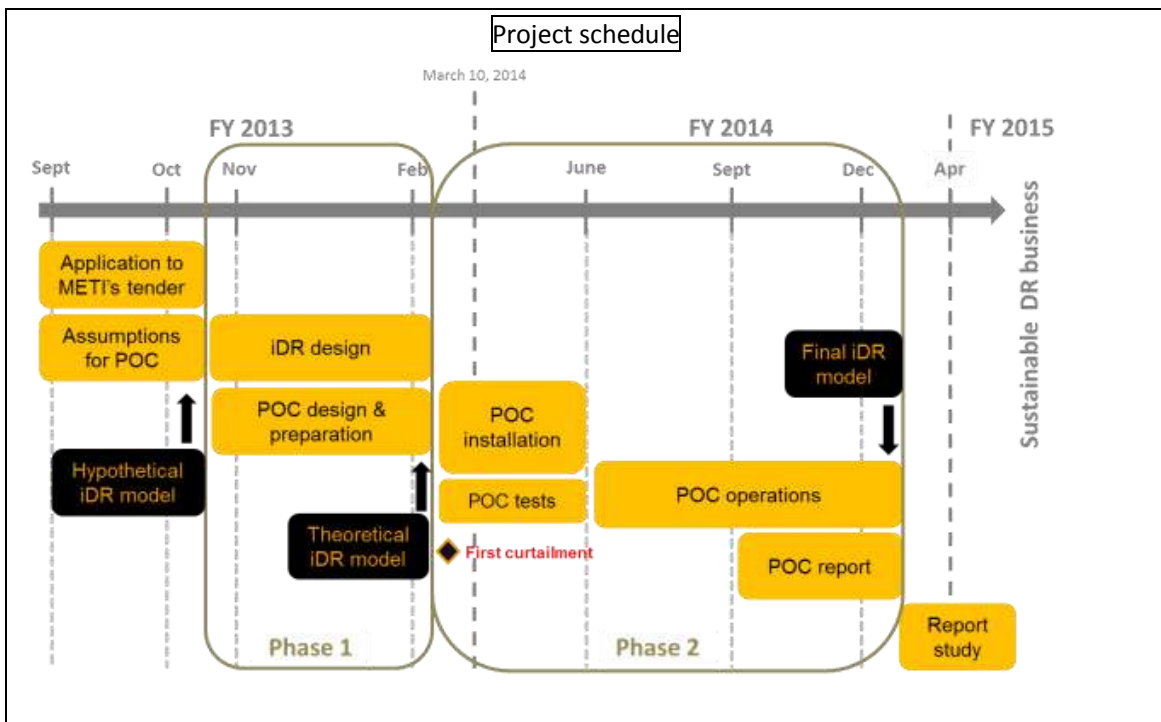 Project schedule
March 10, 2014
FY 2013
FY 2014
FY 2015
Sept
Oct
Nov
Feb
June
Sept
Dec
Apr
Application to
METI's tender
Assumptions
for POC
Hypothetical
iDR model
iDR design
POC design &
preparation
Theoretical
iDR model
POC
installation
POC tests
First curtailment
Final iDR
model
POC operations
POC report
Report
study
Phase 1
Phase 2
Sustainable DR business